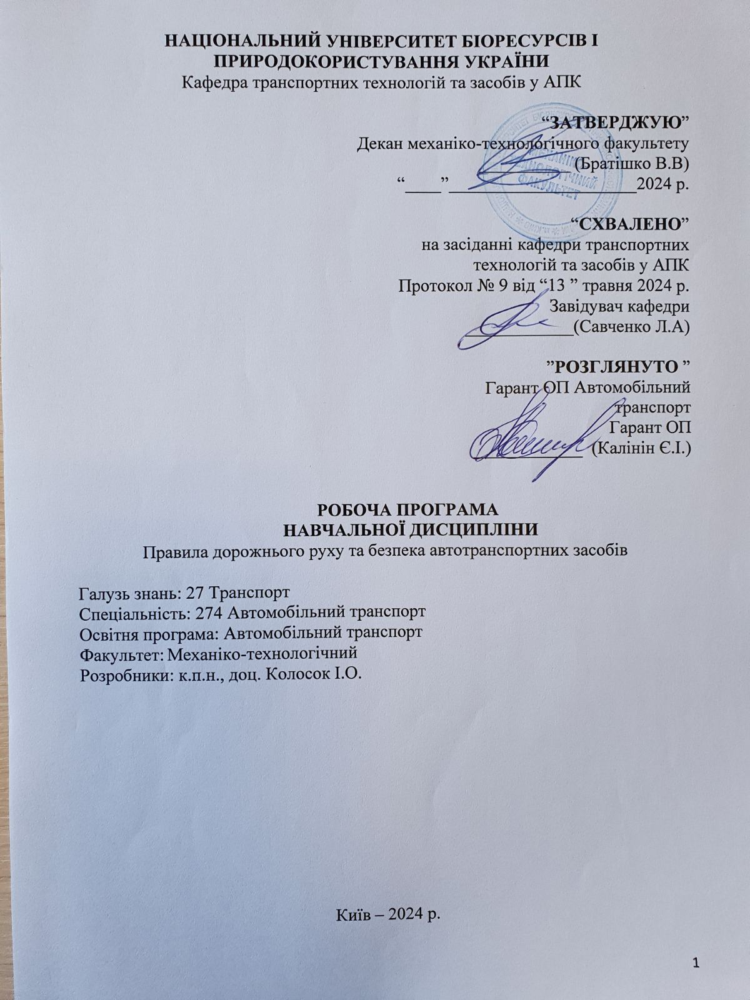 НАЦІОНАЛЬНИЙ УНІВЕРСИТЕТ БІОРЕСУРСІВ І
ПРИРОДОКОРИСТУВАННЯ УКРАЇНИ
Кафедра транспортних технологій та засобів у АПК
“ЗАТВЕРДЖУЮ”
Декан механіко-технологічного факультету
(Братішко В.В)
“____”_____________________2024 р.
МЕХАНІКО
ТЕХНОЛОГІЧНИЙ
ФАКУЛЬТЕТ
“СХВАЛЕНО”
на засіданні кафедри транспортних
технологій та засобів у АПК
Протокол № 9 від “13 ” травня 2024 р.
Завідувач кафедри
____________(Савченко Л.А)
”РОЗГЛЯНУТО ”
Гарант ОП Автомобільний
транспорт
Гарант ОП
____________ (Калінін Є.І.)
РОБОЧА ПРОГРАМА
НАВЧАЛЬНОЇ ДИСЦИПЛІНИ
Правила дорожнього руху та безпека автотранспортних засобів
Галузь знань: 27 Транспорт
Спеціальність: 274 Автомобільний транспорт
Освітня програма: Автомобільний транспорт
Факультет: Механіко-технологічний
Розробники: к.п.н., доц. Колосок І.О.
Київ – 2024 р.
1